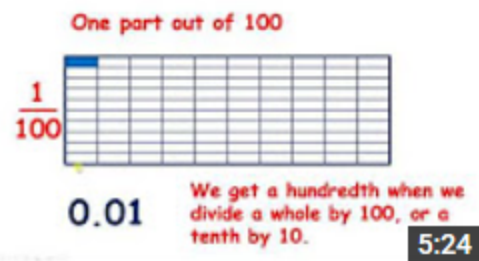 One part out of 100
1
100
0.01
We get a hundredth when we
divide a whole by 100, or a
tenth by 10.
5:24